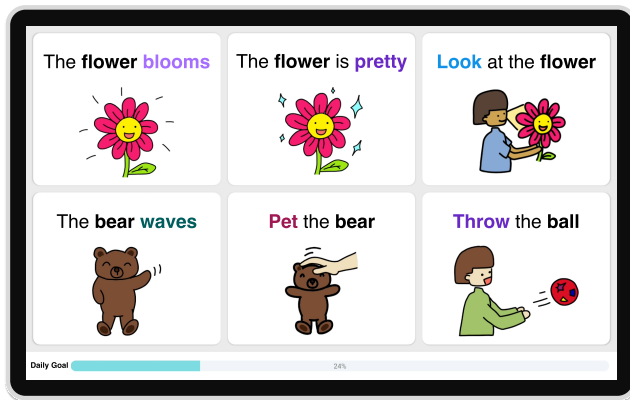 The flower blooms
The flower is pretty
Look at the flower
The bear waves
Pet the bear
Throw the ball
Daily Goal
24%